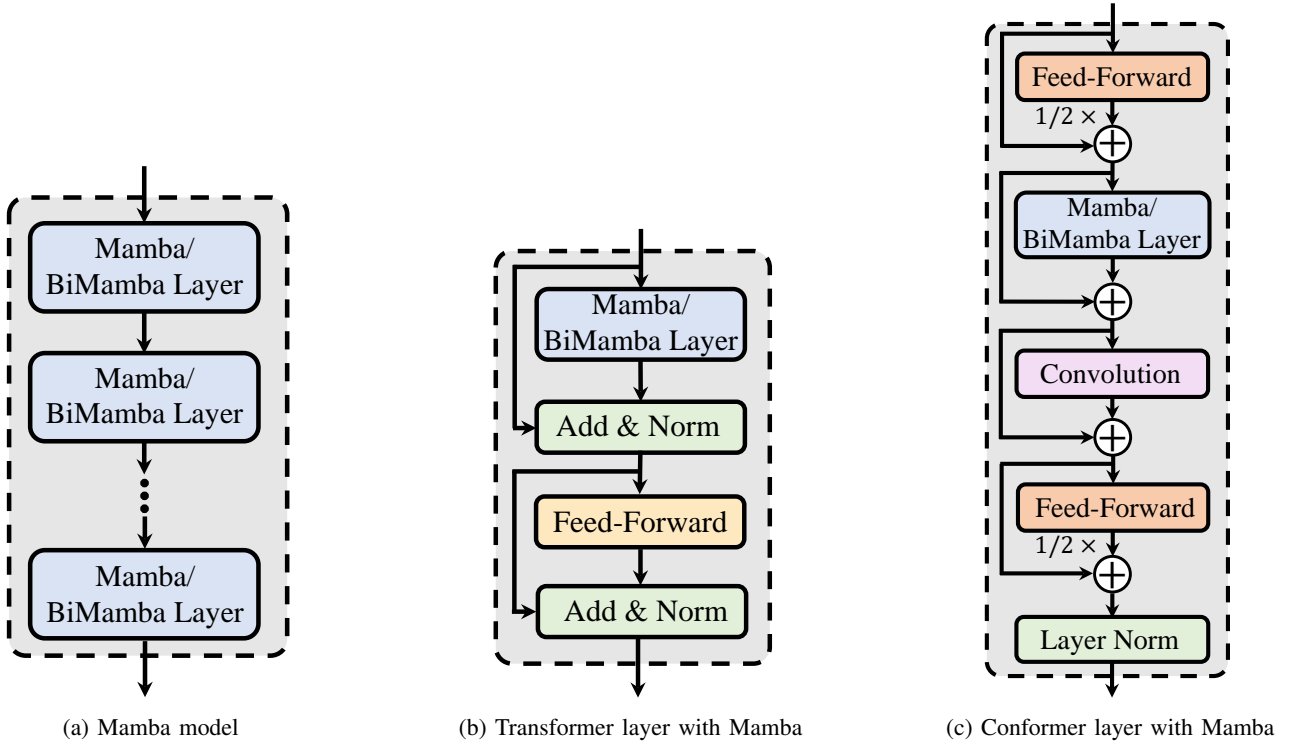 Mamba/
BiMamba Layer
Mamba/
BiMamba Layer
Mamba/
BiMamba Layer
(a) Mamba model
Mamba/
BiMamba Layer
Add & Norm
Feed-Forward
Add & Norm
(b) Transformer layer with Mamba
Feed-Forward
1/2 ×
Mamba/
BiMamba Layer
Convolution
Feed-Forward
1/2 ×
Layer Norm
(c) Conformer layer with Mamba